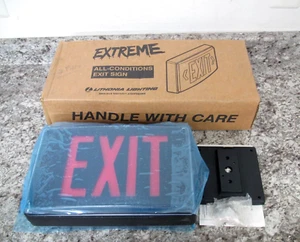 EXTREME
ALL-CONDITIONS
EXIT SIGN
EXIT
LITHONIA LIGHTING
HANDLE WITH CARE
EXIT